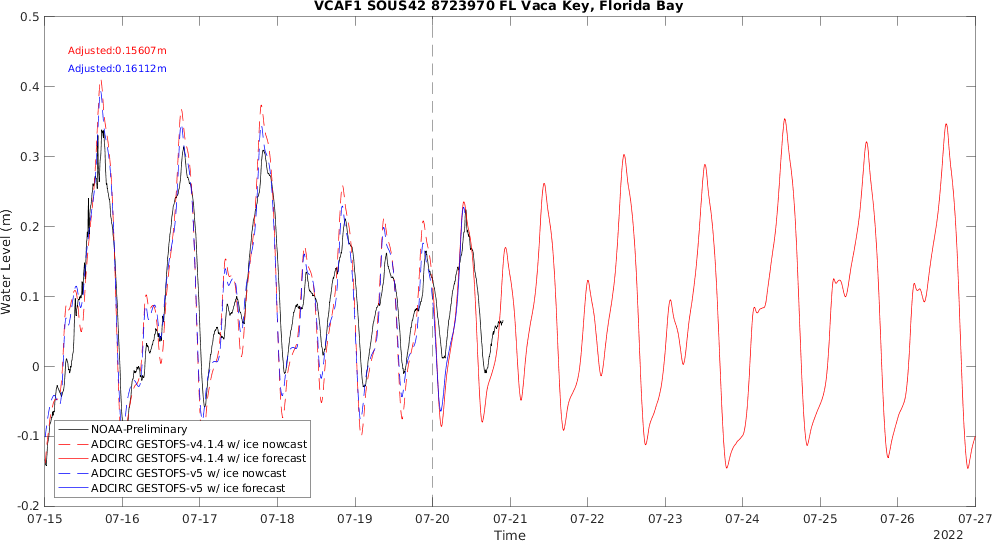 VCAF1 SOUS42 8723970 FL Vaca Key, Florida Bay
0.5
Adjusted:0.15607m
Adjusted:0.16112m
0.4
0.3
0.2
0.1
0
-0.1
-0.2
Water Level (m)
NOAA-Preliminary
ADCIRC GESTOFS-v4.1.4 w/ ice nowcast
ADCIRC GESTOFS-v4.1.4 w/ ice forecast
ADCIRC GESTOFS-v5 w/ ice nowcast
ADCIRC GESTOFS-v5 w/ ice forecast
07-15 07-16 07-17 07-18 07-19 07-20 07-21 07-22 07-23 07-24 07-25 07-26 07-27
Time
2022